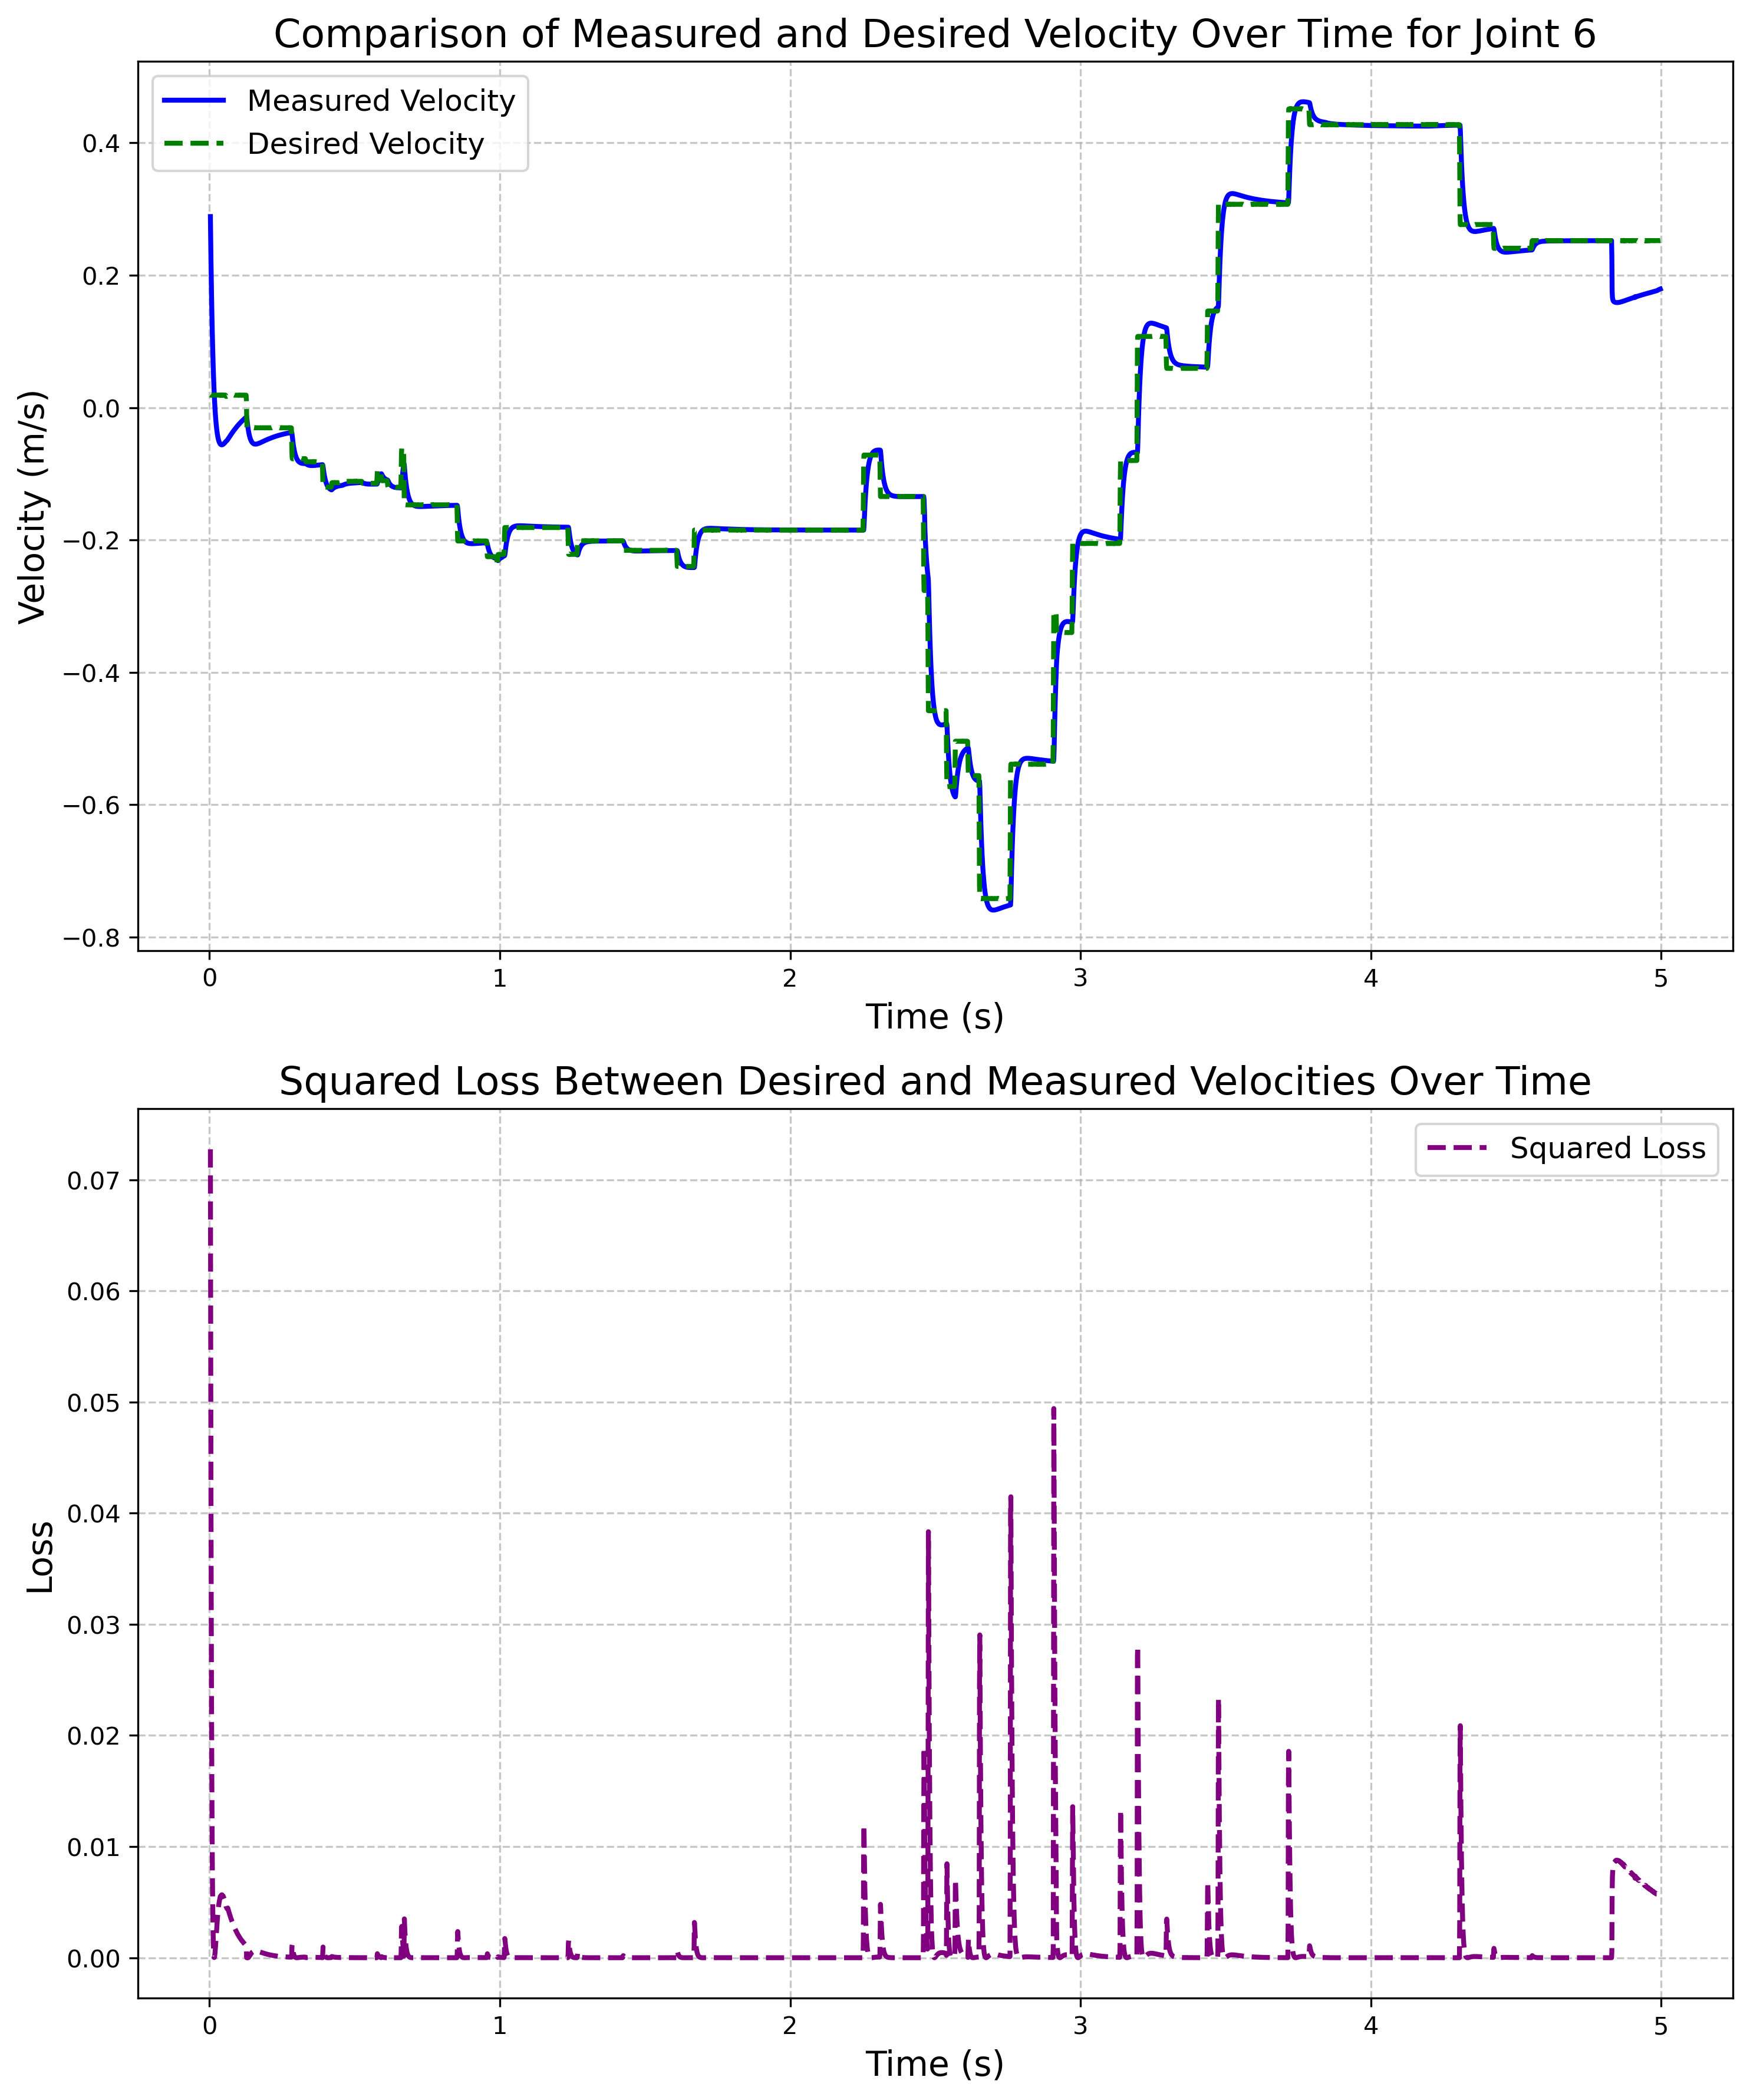 Comparison of Measured and Desired Velocity Over Time for Joint 6
Measured Velocity
Desired Velocity
Velocity (m/s)
0.4
0.2
0.0
−0.2
−0.4
−0.6
−0.8
0 1 2 3 4 5
Time (s)
Squared Loss Between Desired and Measured Velocities Over Time
Squared Loss
Loss
0.07
0.06
0.05
0.04
0.03
0.02
0.01
0.00
0 1 2 3 4 5
Time (s)